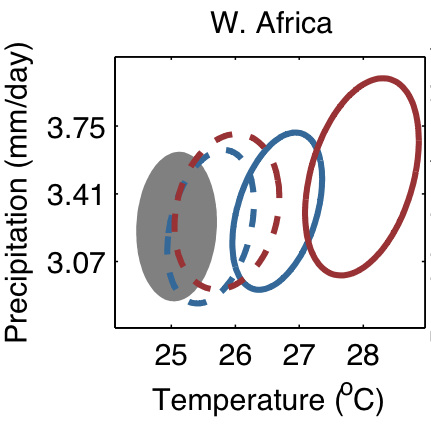 W. Africa
Precipitation (mm/day)
3.75
3.41
3.07
25 26 27 28
Temperature (°C)